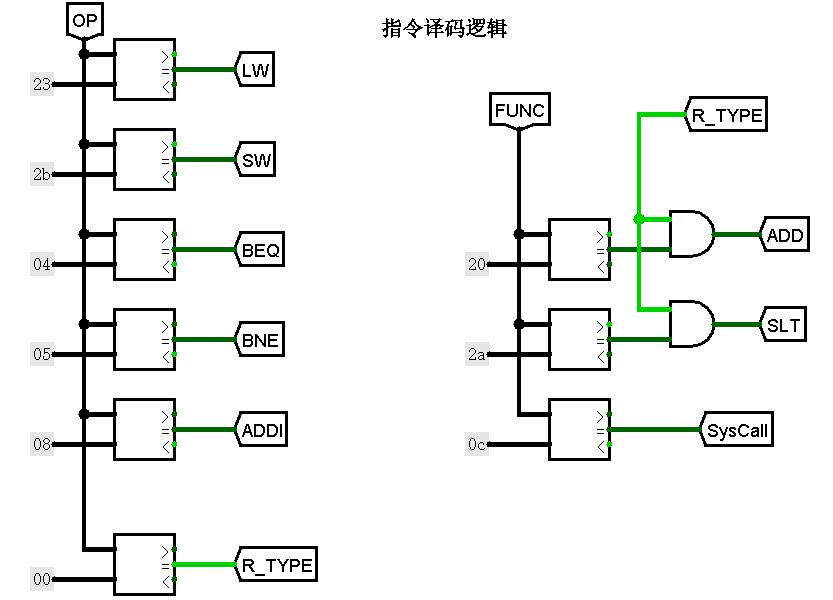 OP
指令译码逻辑
>
=
<
23
LW
FUNC
R_TYPE
>
=
<
2b
SW
>
=
<
04
BEQ
>
=
<
20
ADD
>
=
<
05
BNE
>
=
<
2a
SLT
>
=
<
08
ADDI
>
=
<
0c
SysCall
>
=
<
00
R_TYPE